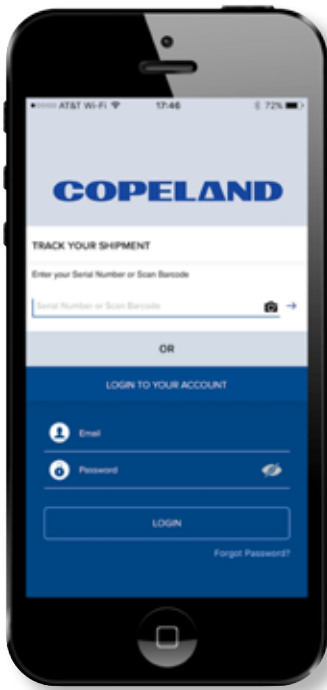 AT&T Wi-Fi 17:46 72%
COPELAND
TRACK YOUR SHIPMENT
Enter your Serial Number or Scan Barcode
Serial Number or Scan Barcode
OR
LOGIN TO YOUR ACCOUNT
Email
Password
LOGIN
Forgot Password?